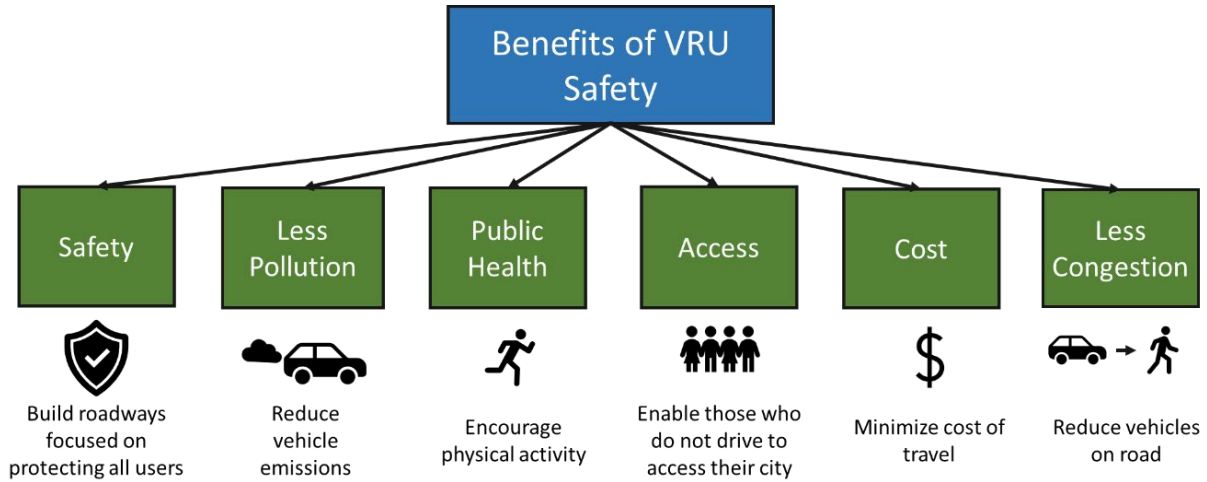 Benefits of VRU
Safety
Safety
Less
Pollution
Public
Health
Access
Cost
Less
Congestion
$
Build roadways
focused on
protecting all users
Reduce
vehicle
emissions
Encourage
physical activity
Enable those who
do not drive to
access their city
Minimize cost of
travel
Reduce vehicles
on road